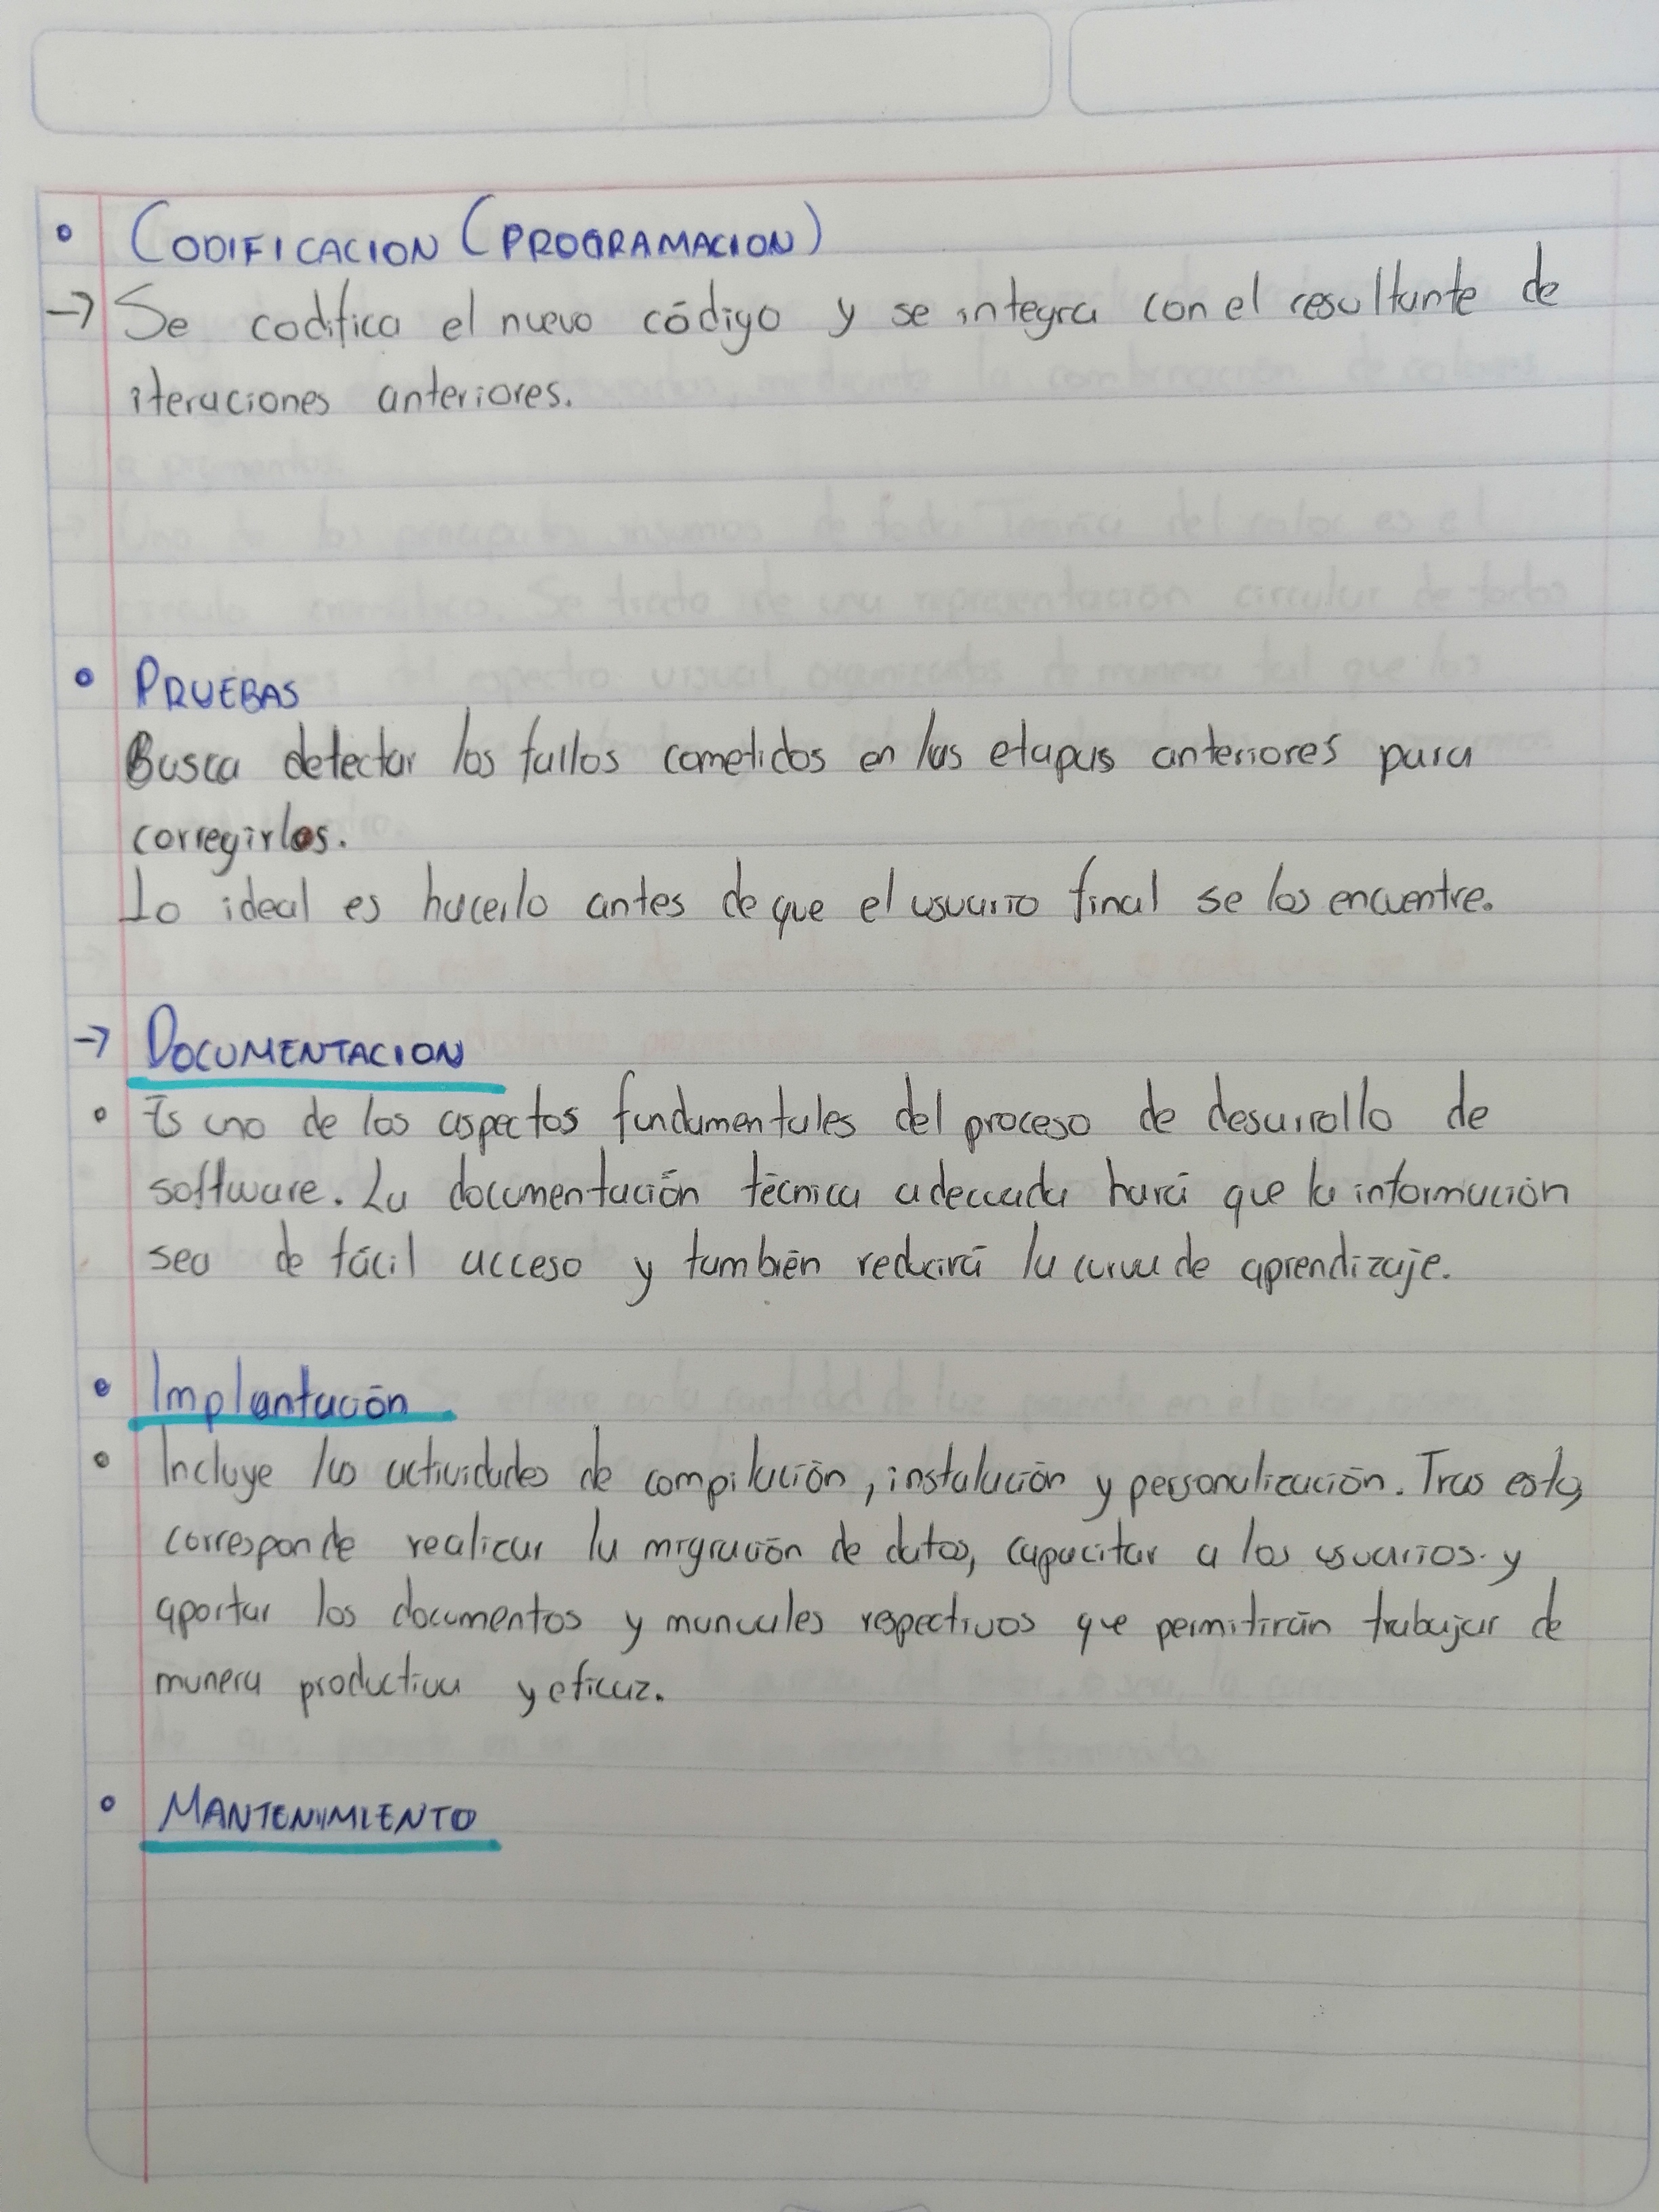 • CODIFICACION (PROGRAMACION)
→ Se codifica el nuevo código y se integra con el resultante de
iteraciones anteriores.
• PRUEBAS
Busca detectar los fallos cometidos en las etapas anteriores para
corregirlos.
Lo ideal es hacerlo antes de que el usuario final se los encuentre.
→ DOCUMENTACION
• Es uno de los aspectos fundamentales del proceso de desarrollo de
software. La documentación técnica adecuada hará que la información
sea de fácil acceso y también reducirá la curva de aprendizaje.
• Implantación
• Incluye las actividades de compilación, instalación y personalización. Tras esto,
corresponde realizar la migración de datos, capacitar a los usuarios y
aportar los documentos y manuales respectivos que permitirán trabajar de
manera productiva y eficaz.
• MANTENIMIENTO